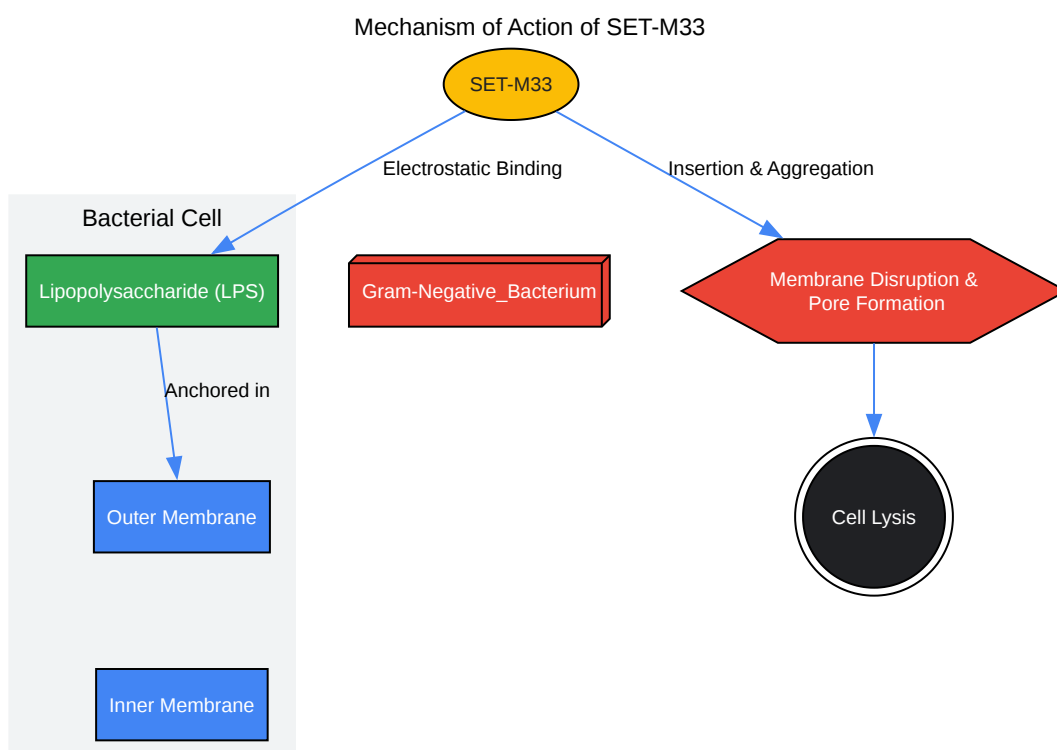 Mechanism of Action of SET-M33
SET-M33
Electrostatic Binding
Insertion & Aggregation
Bacterial Cell
Lipopolysaccharide (LPS)
Gram-Negative_Bacterium
Membrane Disruption &
Pore Formation
Anchored in
Outer Membrane
Cell Lysis
Inner Membrane